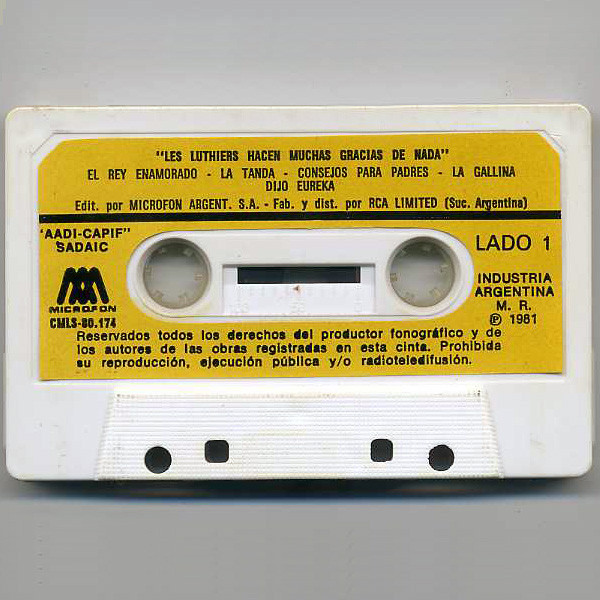 "LES LUTHIERS HACEN MUCHAS GRACIAS DE NADA"
EL REY ENAMORADO - LA TANDA - CONSEJOS PARA PADRES - LA GALLINA
DIJO EUREKA
Edit. por MICROFON ARGENT. S.A. - Fab. y dist. por RCA LIMITED (Suc. Argentina)
"AADI-CAPIF"
SADAIC
LADO 1
MICROFON
CMLS-80.174
INDUSTRIA
ARGENTINA
M. R.
℗ 1981
Reservados todos los derechos del productor fonográfico y de
los autores de las obras registradas en esta cinta. Prohibida
su reproducción, ejecución pública y/o radioteledifusión.